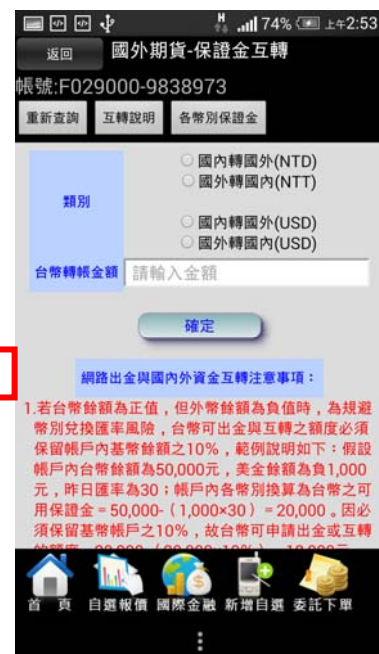 74% 上午2:53
返回 國外期貨-保證金互轉
帳號:F029000-9838973
重新查詢 互轉說明 各幣別保證金
類別
國內轉國外(NTD)
國外轉國內(NTT)
國內轉國外(USD)
國外轉國內(USD)
台幣轉帳金額 請輸入金額
確定
網路出金與國內外資金互轉注意事項：
1.若台幣餘額為正值，但外幣餘額為負值時，為規避
幣別兌換匯率風險，台幣可出金與互轉之額度必須
保留帳戶內基幣餘額之10%，範例說明如下：假設
帳戶內台幣餘額為50,000元，美金餘額為負1,000
元，昨日匯率為30；帳戶內各幣別換算為台幣之可
用保證金＝50,000-（1,000×30）＝20,000。因必
須保留基幣帳戶之10%，故台幣可申請出金或互轉
首 頁 自選報價 國際金融 新增自選 委託下單